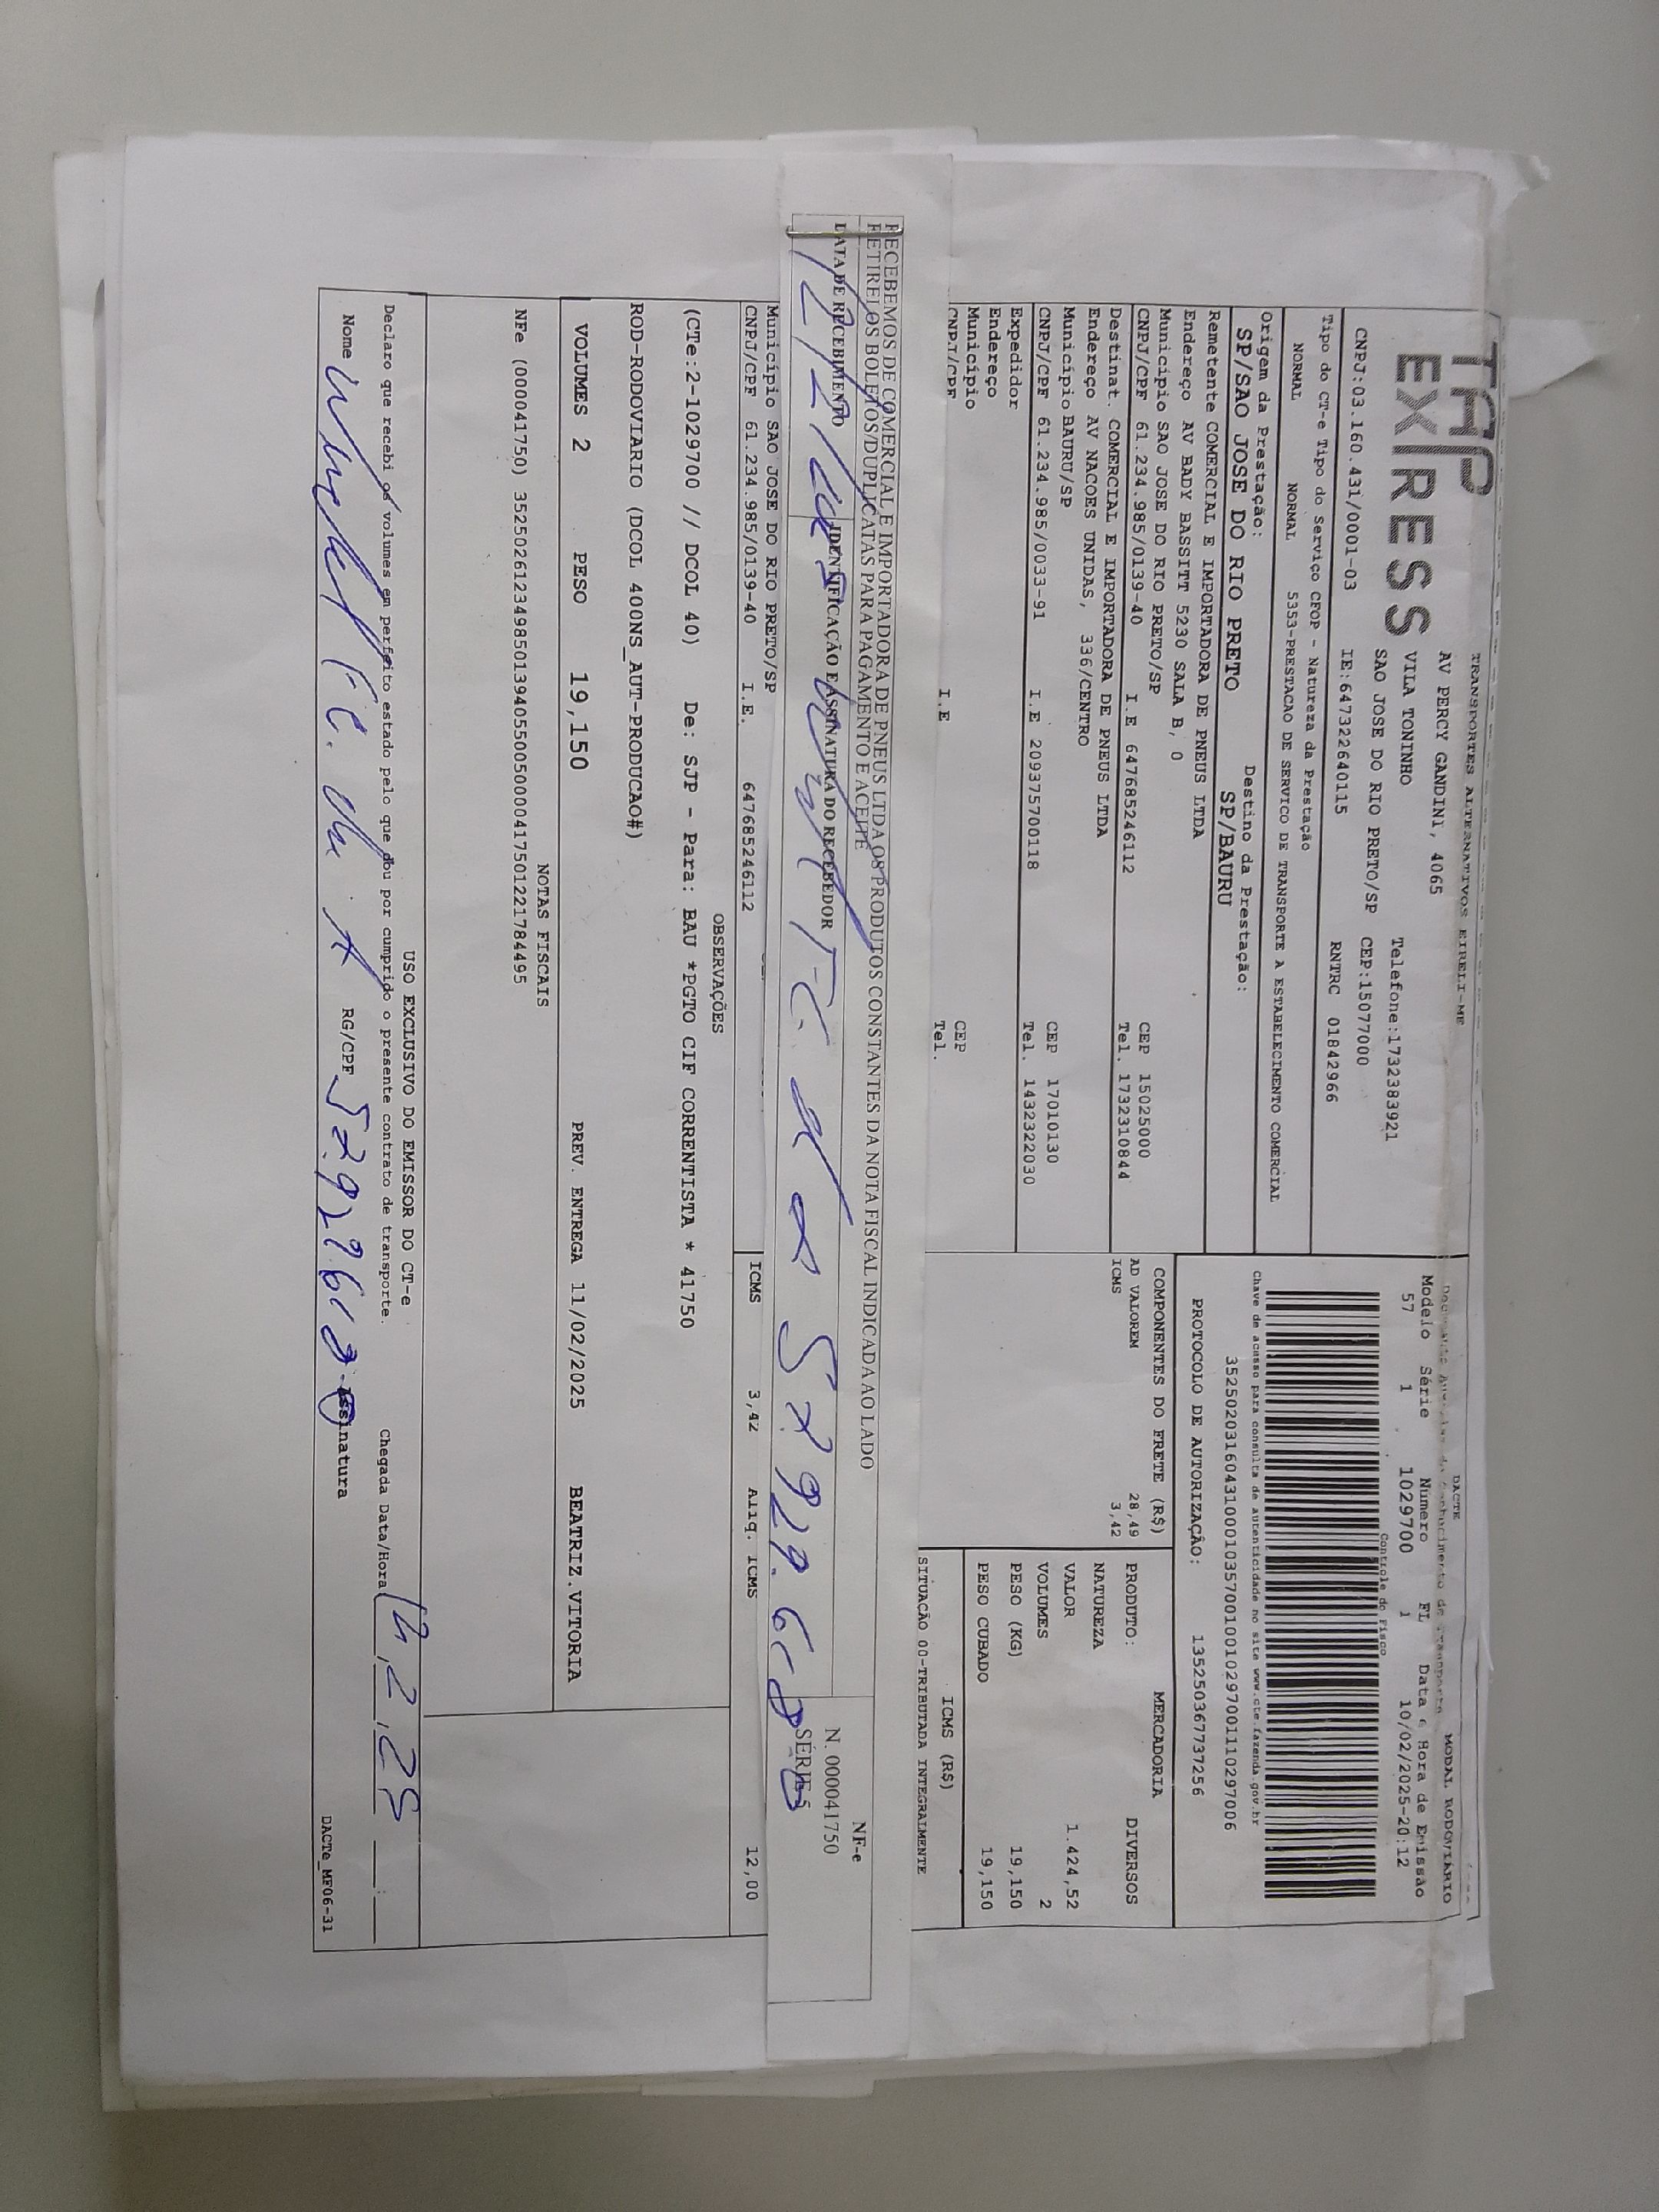 TRANSPORTES ALTERNATIVOS EIRELI-ME
TAP
EXPRESS
AV PERCY GANDINI, 4065
VILA TONINHO
SAO JOSE DO RIO PRETO/SP
Telefone:1732383921
CEP:15077000
CNPJ:03.160.431/0001-03 IE:647322640115 RNTRC 01842966
DACTE
MODAL RODOVIÁRIO
Modelo Série Número FL Data e Hora de Emissão
57 1 1029700 1 10/02/2025-20:12
Controle do Fisco
Chave de acesso para consulta de autenticidade no site www.cte.fazenda.gov.br
35250203160431000103570010010297001110297006
PROTOCOLO DE AUTORIZAÇÃO: 135250367737256
Tipo do CT-e Tipo do Serviço CFOP - Natureza da Prestação
NORMAL NORMAL 5353-PRESTACAO DE SERVICO DE TRANSPORTE A ESTABELECIMENTO COMERCIAL
Origem da Prestação: Destino da Prestação:
SP/SAO JOSE DO RIO PRETO SP/BAURU
Remetente COMERCIAL E IMPORTADORA DE PNEUS LTDA
Endereço AV BADY BASSITT 5230 SALA B, 0
Município SAO JOSE DO RIO PRETO/SP CEP 15025000
CNPJ/CPF 61.234.985/0139-40 I.E 647685246112 Tel. 1732310844
Destinat. COMERCIAL E IMPORTADORA DE PNEUS LTDA
Endereço AV NACOES UNIDAS, 336/CENTRO
Município BAURU/SP CEP 17010130
CNPJ/CPF 61.234.985/0033-91 I.E 209375700118 Tel. 1432322030
Expedidor
Endereço
Município CEP
CNPJ/CPF I.E Tel.
COMPONENTES DO FRETE (R$)
AD VALOREM 28,49
ICMS 3,42
MERCADORIA
PRODUTO: DIVERSOS
NATUREZA
VALOR 1.424,52
VOLUMES 2
PESO (KG) 19,150
PESO CUBADO 19,150
ICMS (R$)
SITUAÇÃO 00-TRIBUTADA INTEGRALMENTE
RECEBEMOS DE COMERCIAL E IMPORTADORA DE PNEUS LTDA OS PRODUTOS CONSTANTES DA NOTA FISCAL INDICADA AO LADO
RETIRE OS BOLETOS/DUPLICATAS PARA PAGAMENTO E ACEITE
DATA DE RECEBIMENTO IDENTIFICAÇÃO E ASSINATURA DO RECEBEDOR
NF-e
N. 000041750
SÉRIE 5
Município SAO JOSE DO RIO PRETO/SP
CNPJ/CPF 61.234.985/0139-40 I.E. 647685246112
ICMS 3,42 Aliq. ICMS 12,00
OBSERVAÇÕES
(CTe:2-1029700 // DCOL 40) De: SJP - Para: BAU *PGTO CIF CORRENTISTA * 41750
ROD-RODOVIARIO (DCOL 400NS_AUT-PRODUCAO#)
VOLUMES 2 PESO 19,150 PREV. ENTREGA 11/02/2025 BEATRIZ.VITORIA
NOTAS FISCAIS
NFe (000041750) 35250261234985013940550050000417501221784495
USO EXCLUSIVO DO EMISSOR DO CT-e
Declaro que recebi os volumes em perfeito estado pelo que dou por cumprido o presente contrato de transporte.
Chegada Data/Hora 12,2,25
Nome RG/CPF Assinatura
DACTe_MF06-31